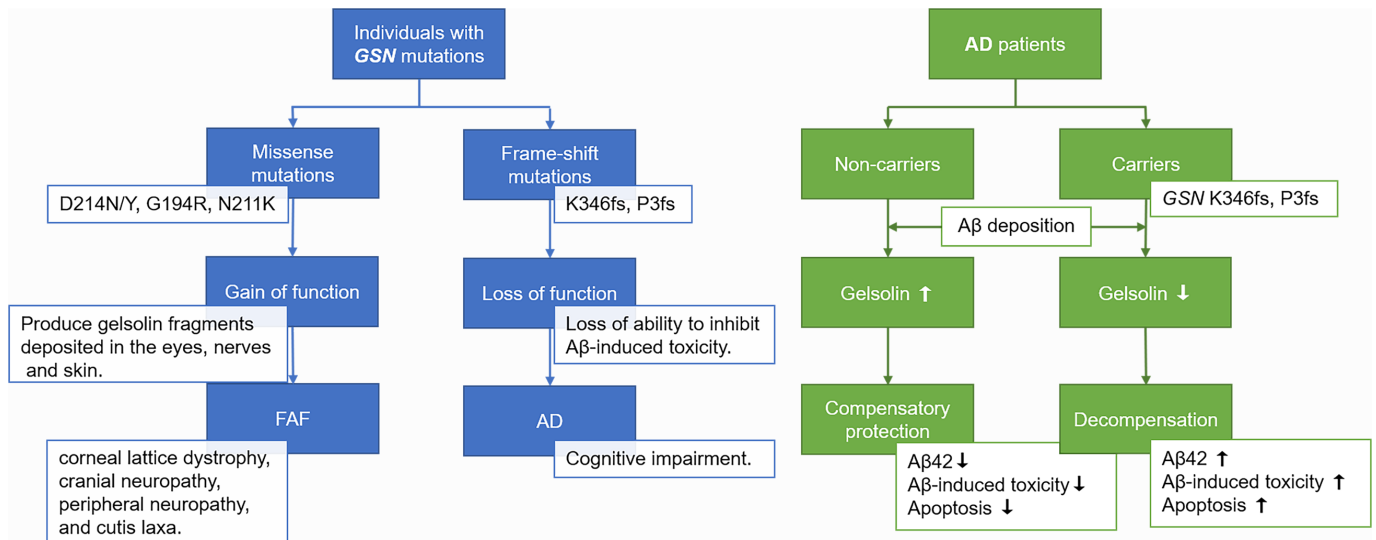 Individuals with
GSN mutations
Missense
mutations
D214N/Y, G194R, N211K
Gain of function
Produce gelsolin fragments
deposited in the eyes, nerves
and skin.
FAF
corneal lattice dystrophy,
cranial neuropathy,
peripheral neuropathy,
and cutis laxa.
Frame-shift
mutations
K346fs, P3fs
Loss of function
Loss of ability to inhibit
Aβ-induced toxicity.
AD
Cognitive impairment.
AD patients
Non-carriers
Carriers
GSN K346fs, P3fs
Aβ deposition
Gelsolin ↑
Gelsolin ↓
Compensatory
protection
Aβ42 ↓
Aβ-induced toxicity ↓
Apoptosis ↓
Decompensation
Aβ42 ↑
Aβ-induced toxicity ↑
Apoptosis ↑